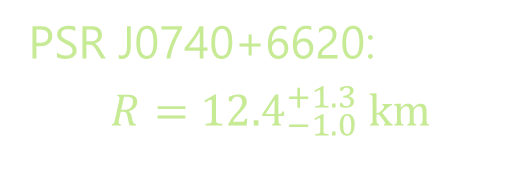 PSR J0740+6620:
R = 12.4^{+1.3}_{-1.0} km